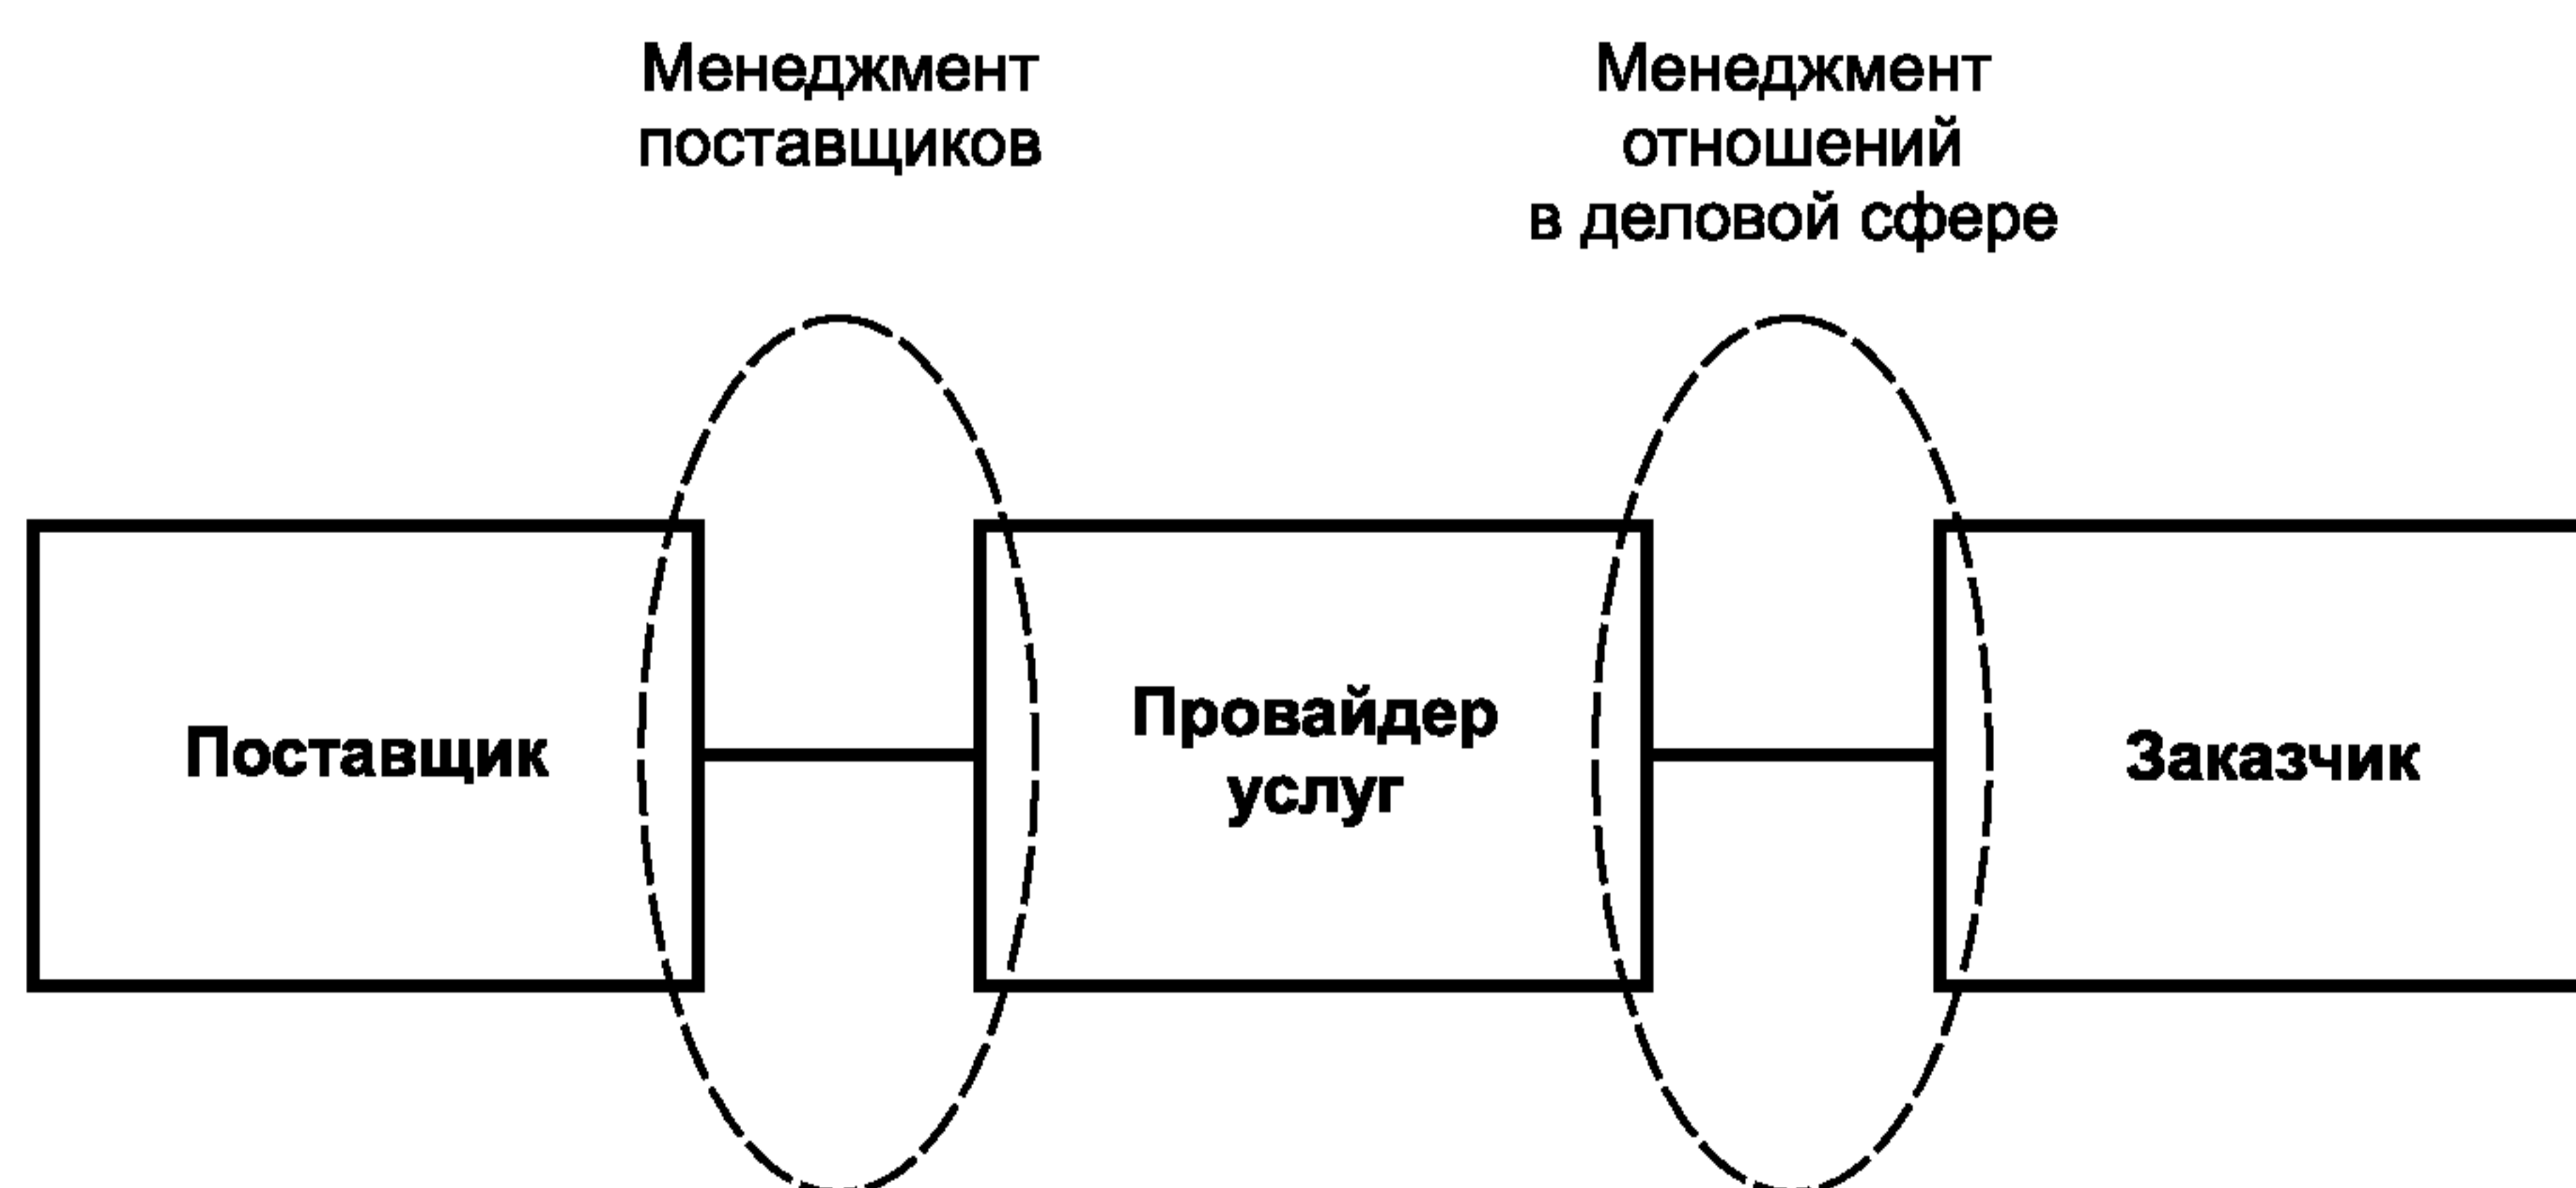 Менеджмент
поставщиков
Менеджмент
отношений
в деловой сфере
Поставщик
Провайдер
услуг
Заказчик